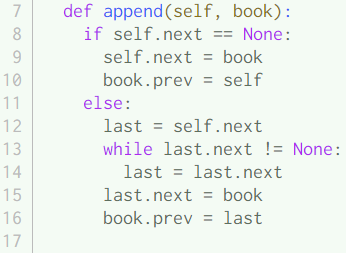 7 def append(self, book):
8 if self.next == None:
9 self.next = book
10 book.prev = self
11 else:
12 last = self.next
13 while last.next != None:
14 last = last.next
15 last.next = book
16 book.prev = last
17